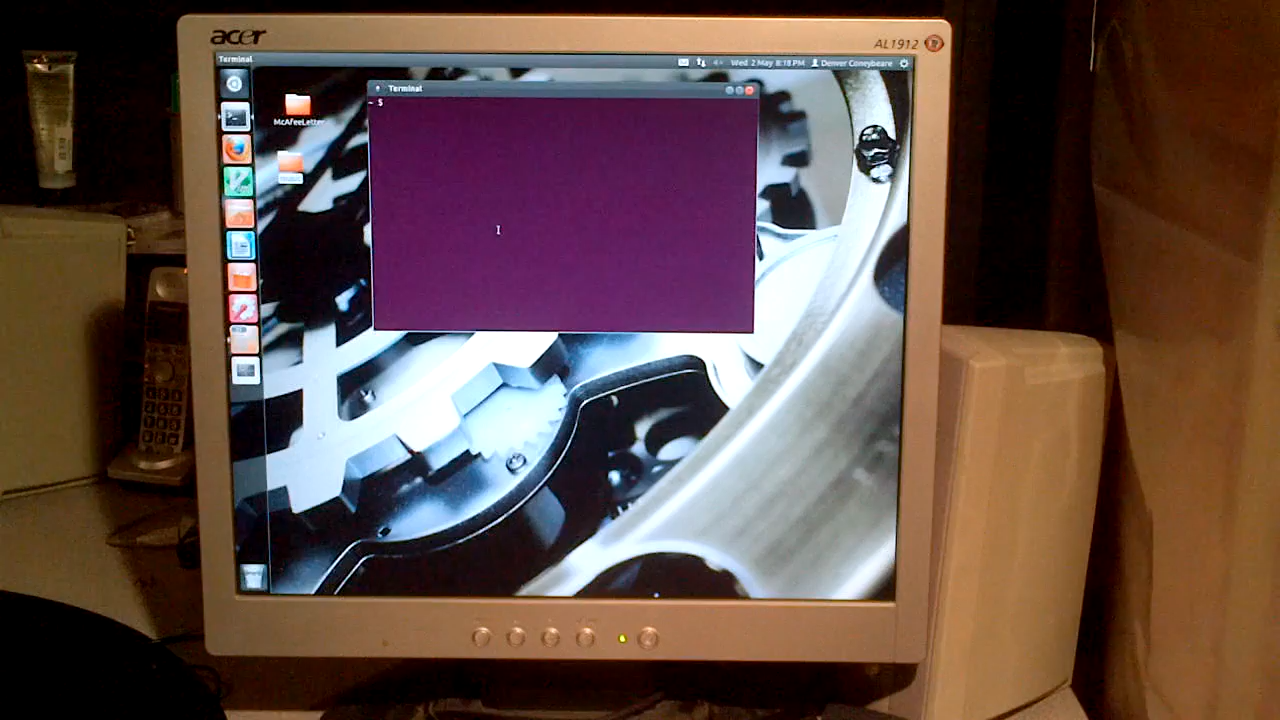 acer
AL1912
Terminal
Wed 2 May 8:18 PM
Denver Coneybeare
Terminal
~ $
McAfeeLetter